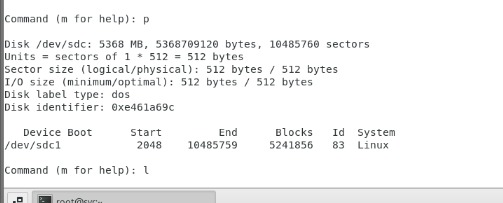 Command (m for help): p
Disk /dev/sdc: 5368 MB, 5368709120 bytes, 10485760 sectors
Units = sectors of 1 * 512 = 512 bytes
Sector size (logical/physical): 512 bytes / 512 bytes
I/O size (minimum/optimal): 512 bytes / 512 bytes
Disk label type: dos
Disk identifier: 0xe461a69c
Device Boot Start End Blocks Id System
/dev/sdc1 2048 10485759 5241856 83 Linux
Command (m for help): l